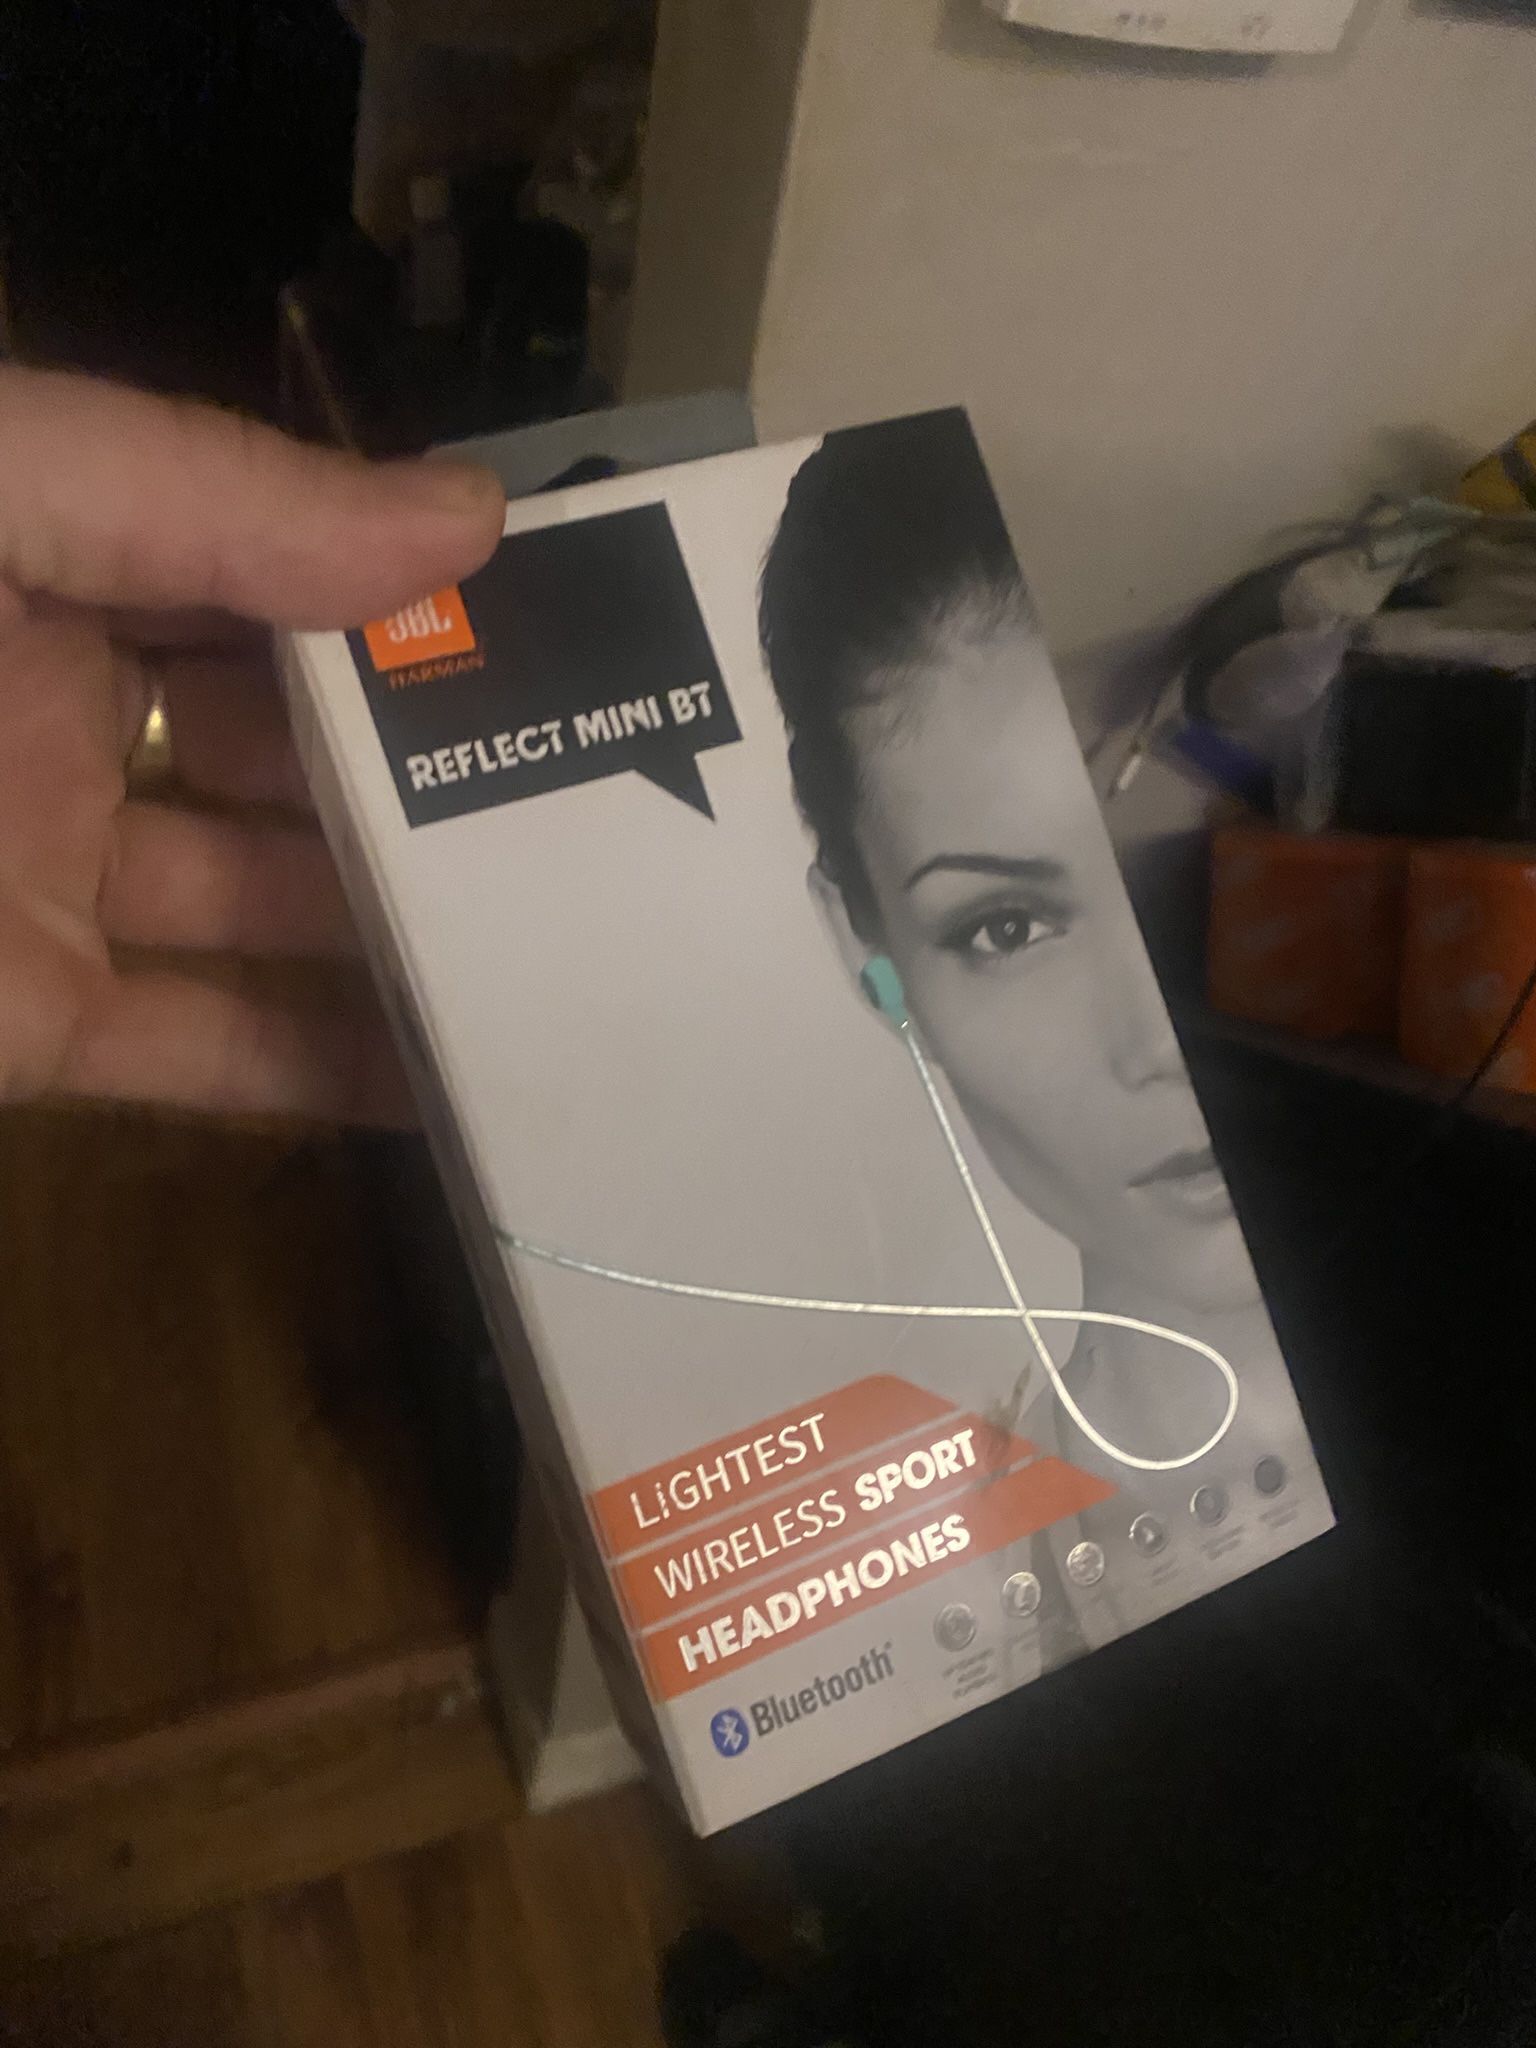 JBL
HARMAN
REFLECT MINI BT
LIGHTEST
WIRELESS SPORT
HEADPHONES
Bluetooth®